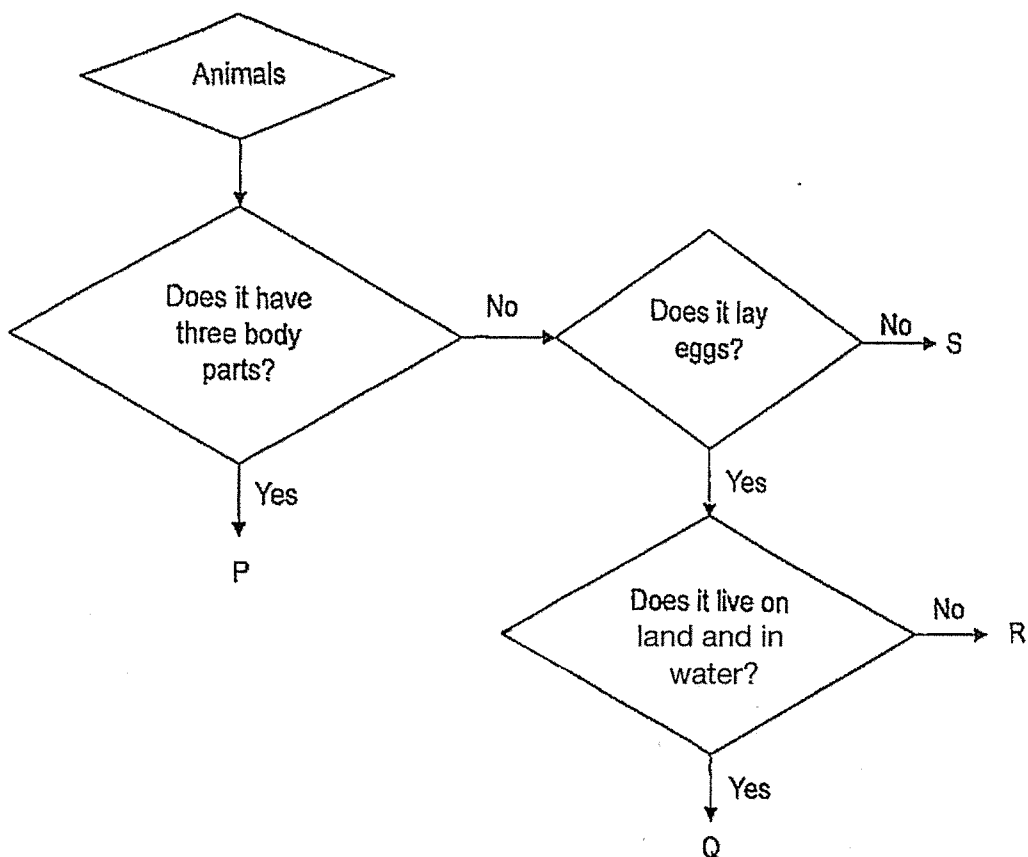 Animals
Does it have
three body
parts?
No
Does it lay
eggs?
No
S
Yes
P
Yes
Does it live on
land and in
water?
No
R
Yes
Q